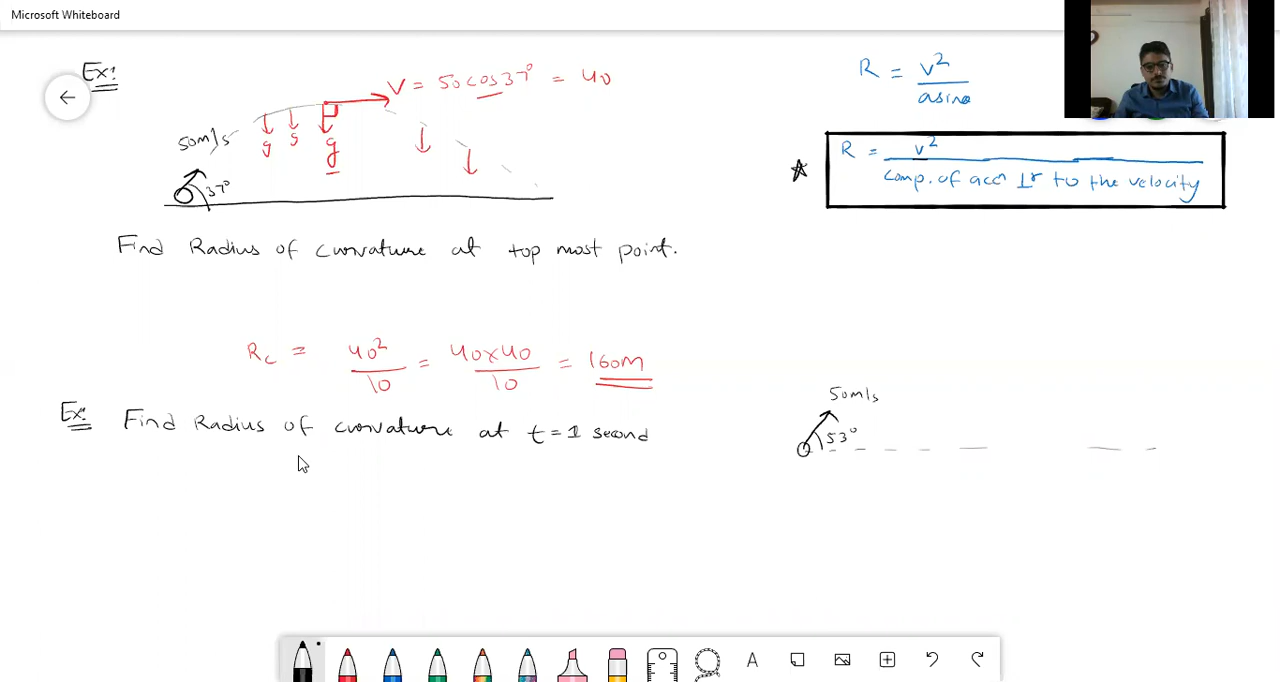 Microsoft Whiteboard
Ex:
V = 50cos37° = 40
50m/s
g g g
37°
R = v² / asinθ
R = v² / Comp. of accⁿ ⊥r to the velocity
Find Radius of curvature at top most point.
Rc = 40² / 10 = 40x40 / 10 = 160m
Ex: Find Radius of curvature at t = 1 second
50m/s
53°
A